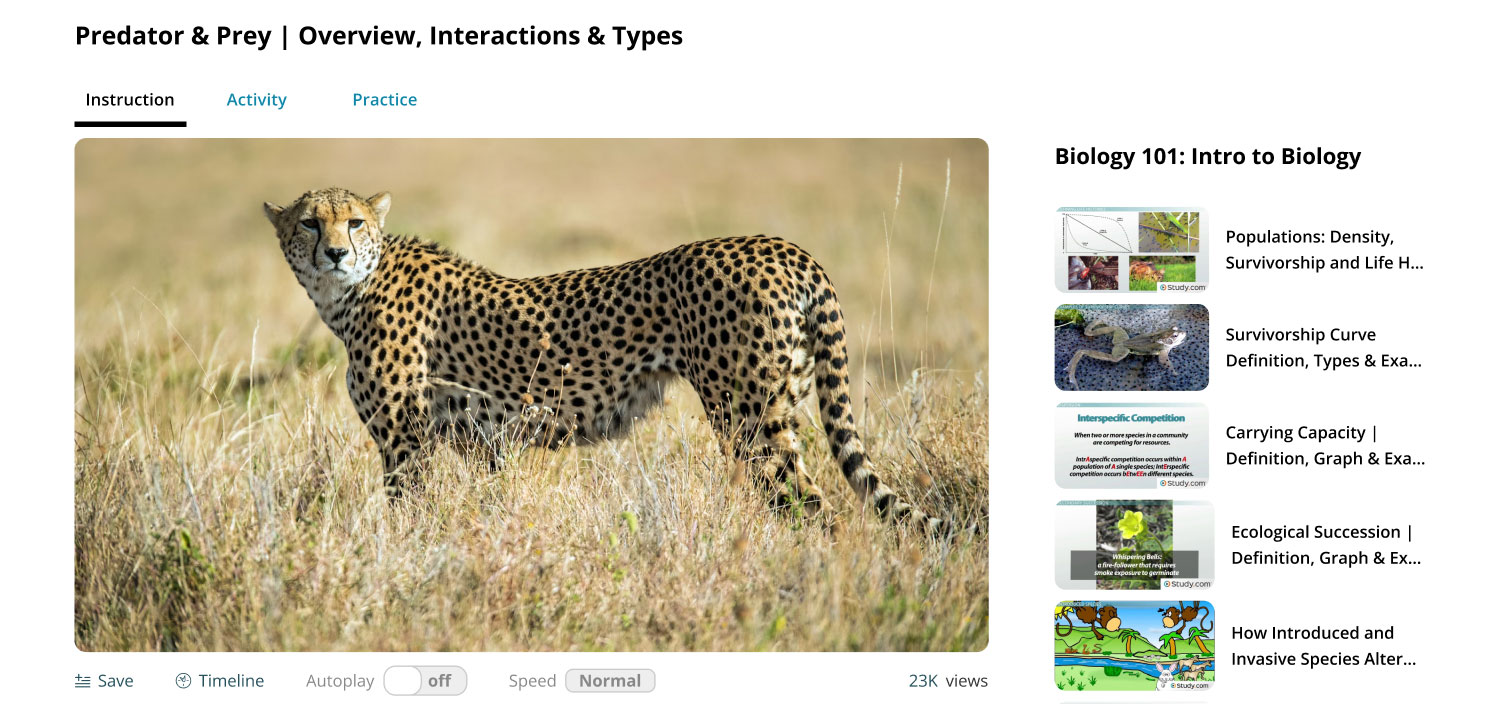 Predator & Prey | Overview, Interactions & Types
Instruction
Activity
Practice
Biology 101: Intro to Biology
Study.com
Populations: Density,
Survivorship and Life H...
Survivorship Curve
Definition, Types & Exa...
Interspecific Competition
When two or more species in a community
are competing for resources.
IntrAspecific competition occurs within A
population of A single species; IntErspecific
competition occurs bEtwEEn different species.
Study.com
Carrying Capacity |
Definition, Graph & Exa...
Whispering Bells:
a fire-follower that requires
smoke exposure to germinate
Study.com
Ecological Succession |
Definition, Graph & Ex...
Study.com
How Introduced and
Invasive Species Alter...
Save
Timeline
Autoplay
off
Speed
Normal
23K views